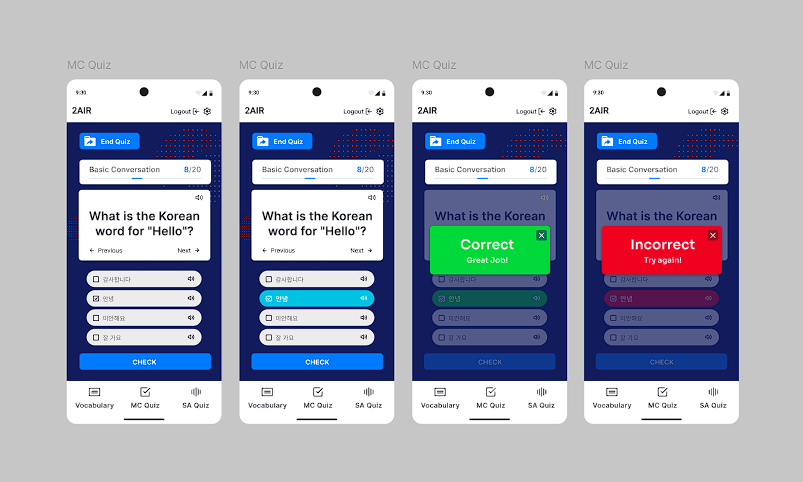 MC Quiz
9:30
2AIR
Logout
End Quiz
Basic Conversation 8/20
What is the Korean
word for "Hello"?
Previous Next
감사합니다
안녕
미안해요
잘 가요
CHECK
Vocabulary MC Quiz SA Quiz
MC Quiz
9:30
2AIR
Logout
End Quiz
Basic Conversation 8/20
What is the Korean
word for "Hello"?
Previous Next
감사합니다
안녕
미안해요
잘 가요
CHECK
Vocabulary MC Quiz SA Quiz
MC Quiz
9:30
2AIR
Logout
End Quiz
Basic Conversation 8/20
What is the Korean
Correct
Great Job!
감사합니다
안녕
미안해요
잘 가요
CHECK
Vocabulary MC Quiz SA Quiz
MC Quiz
9:30
2AIR
Logout
End Quiz
Basic Conversation 8/20
What is the Korean
Incorrect
Try again!
감사합니다
안녕
미안해요
잘 가요
CHECK
Vocabulary MC Quiz SA Quiz